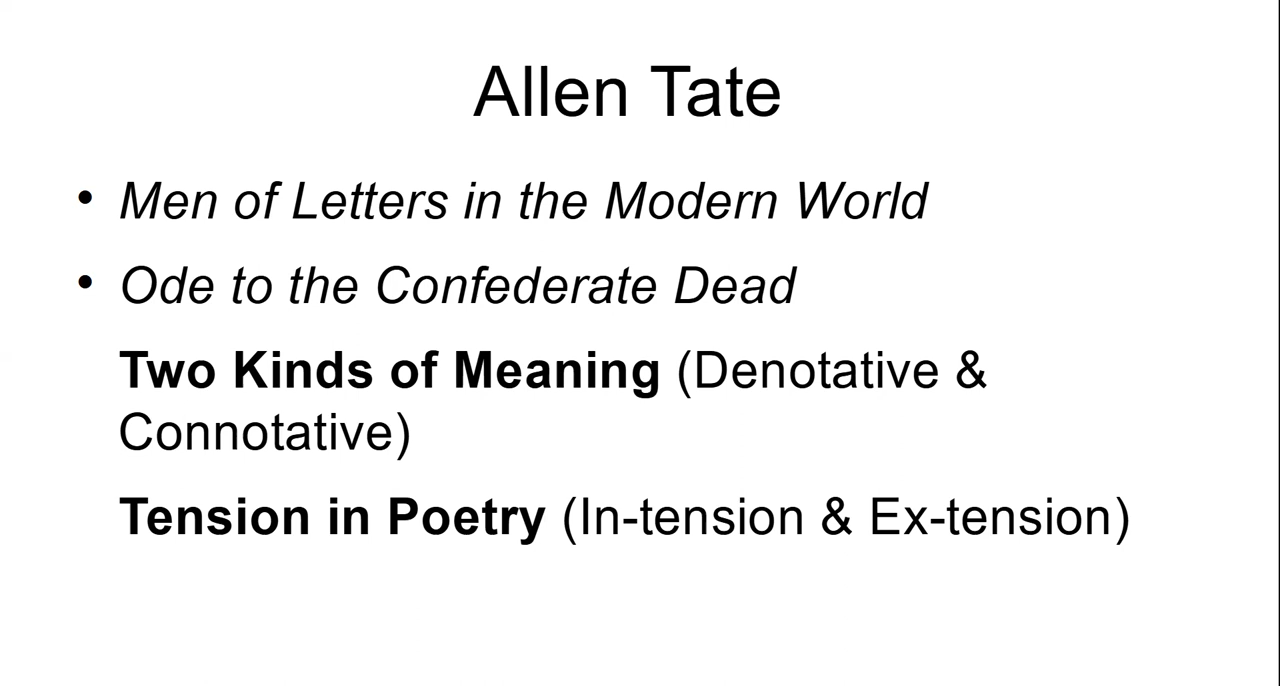 Allen Tate
• Men of Letters in the Modern World
• Ode to the Confederate Dead
Two Kinds of Meaning (Denotative &
Connotative)
Tension in Poetry (In-tension & Ex-tension)